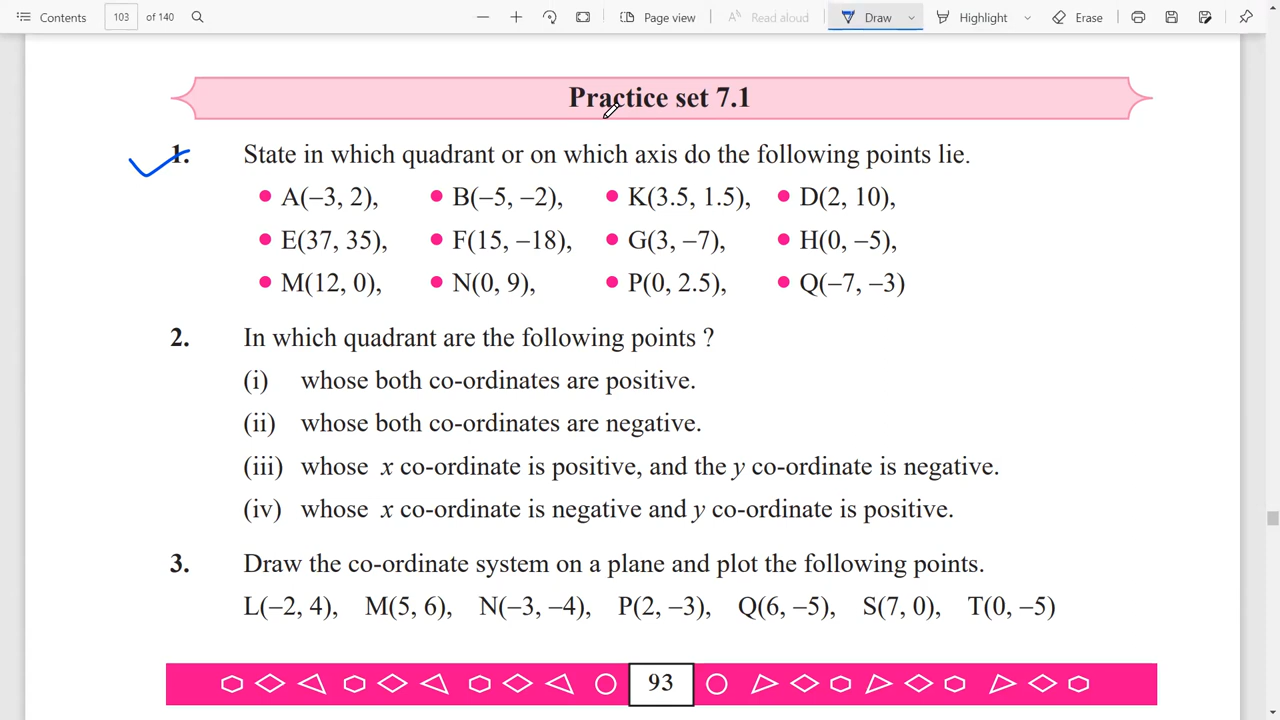 Contents 103 of 140 Page view Read aloud Draw Highlight Erase
Practice set 7.1
1. State in which quadrant or on which axis do the following points lie.
• A(–3, 2), • B(–5, –2), • K(3.5, 1.5), • D(2, 10),
• E(37, 35), • F(15, –18), • G(3, –7), • H(0, –5),
• M(12, 0), • N(0, 9), • P(0, 2.5), • Q(–7, –3)
2. In which quadrant are the following points ?
(i) whose both co-ordinates are positive.
(ii) whose both co-ordinates are negative.
(iii) whose x co-ordinate is positive, and the y co-ordinate is negative.
(iv) whose x co-ordinate is negative and y co-ordinate is positive.
3. Draw the co-ordinate system on a plane and plot the following points.
L(–2, 4), M(5, 6), N(–3, –4), P(2, –3), Q(6, –5), S(7, 0), T(0, –5)
93